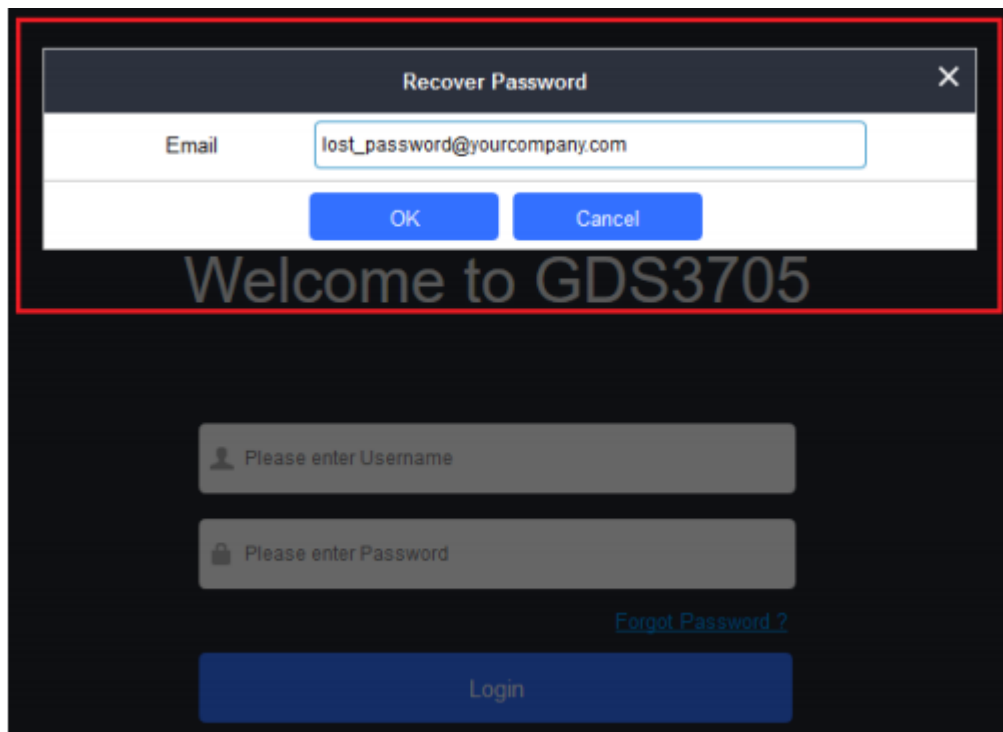 Recover Password
Email lost_password@yourcompany.com
OK Cancel
Welcome to GDS3705
Please enter Username
Please enter Password
Forgot Password ?
Login